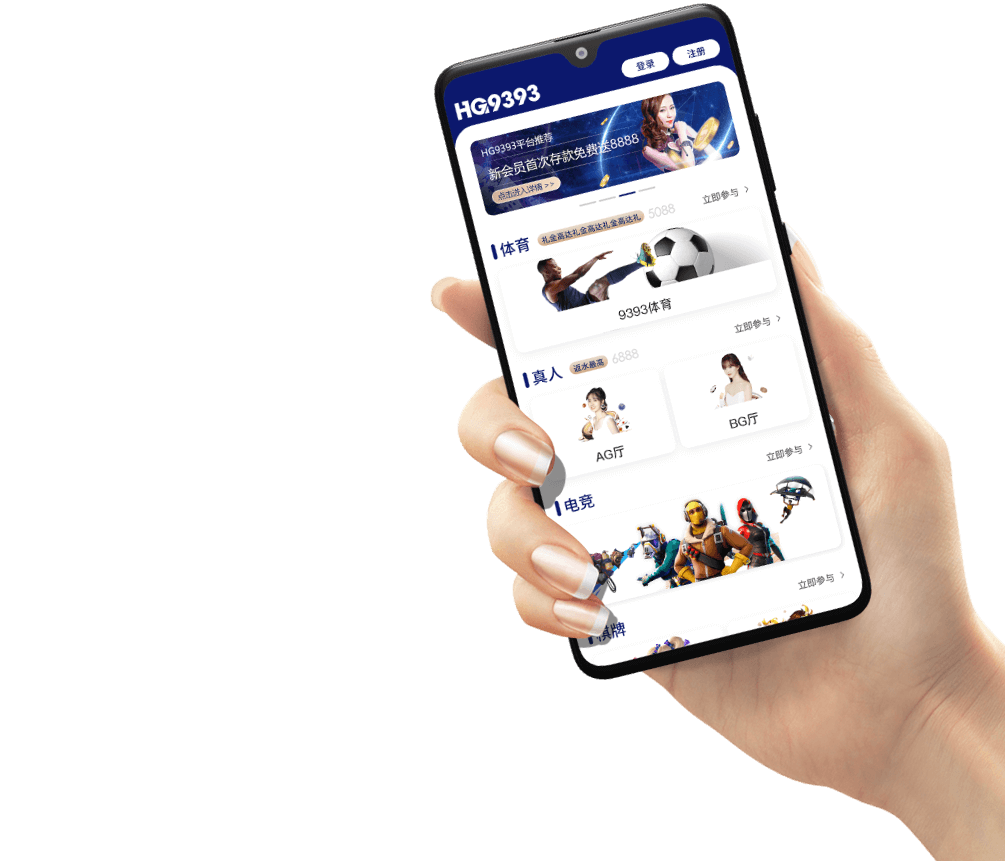 登录
注册
HG9393
HG9393平台推荐
新会员首次存款免费送8888
点击进入详情 >>
立即参与
体育
礼金高达礼金高达礼金高达礼
5088
9393体育
立即参与
真人
返水最高
6888
AG厅
BG厅
立即参与
电竞
立即参与
棋牌